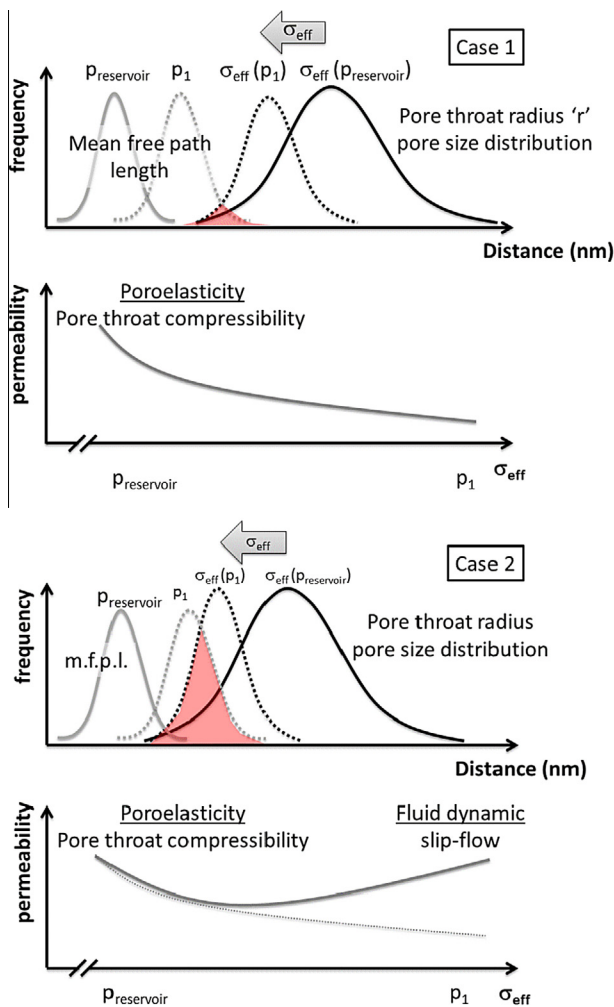 σeff
Case 1
preservoir
p1
σeff (p1)
σeff (preservoir)
frequency
Mean free path
length
Pore throat radius ‘r’
pore size distribution
Distance (nm)
permeability
Poroelasticity
Pore throat compressibility
preservoir
p1
σeff
σeff
Case 2
preservoir
p1
σeff (p1)
σeff (preservoir)
frequency
m.f.p.l.
Pore throat radius
pore size distribution
Distance (nm)
permeability
Poroelasticity
Pore throat compressibility
Fluid dynamic
slip-flow
preservoir
p1
σeff